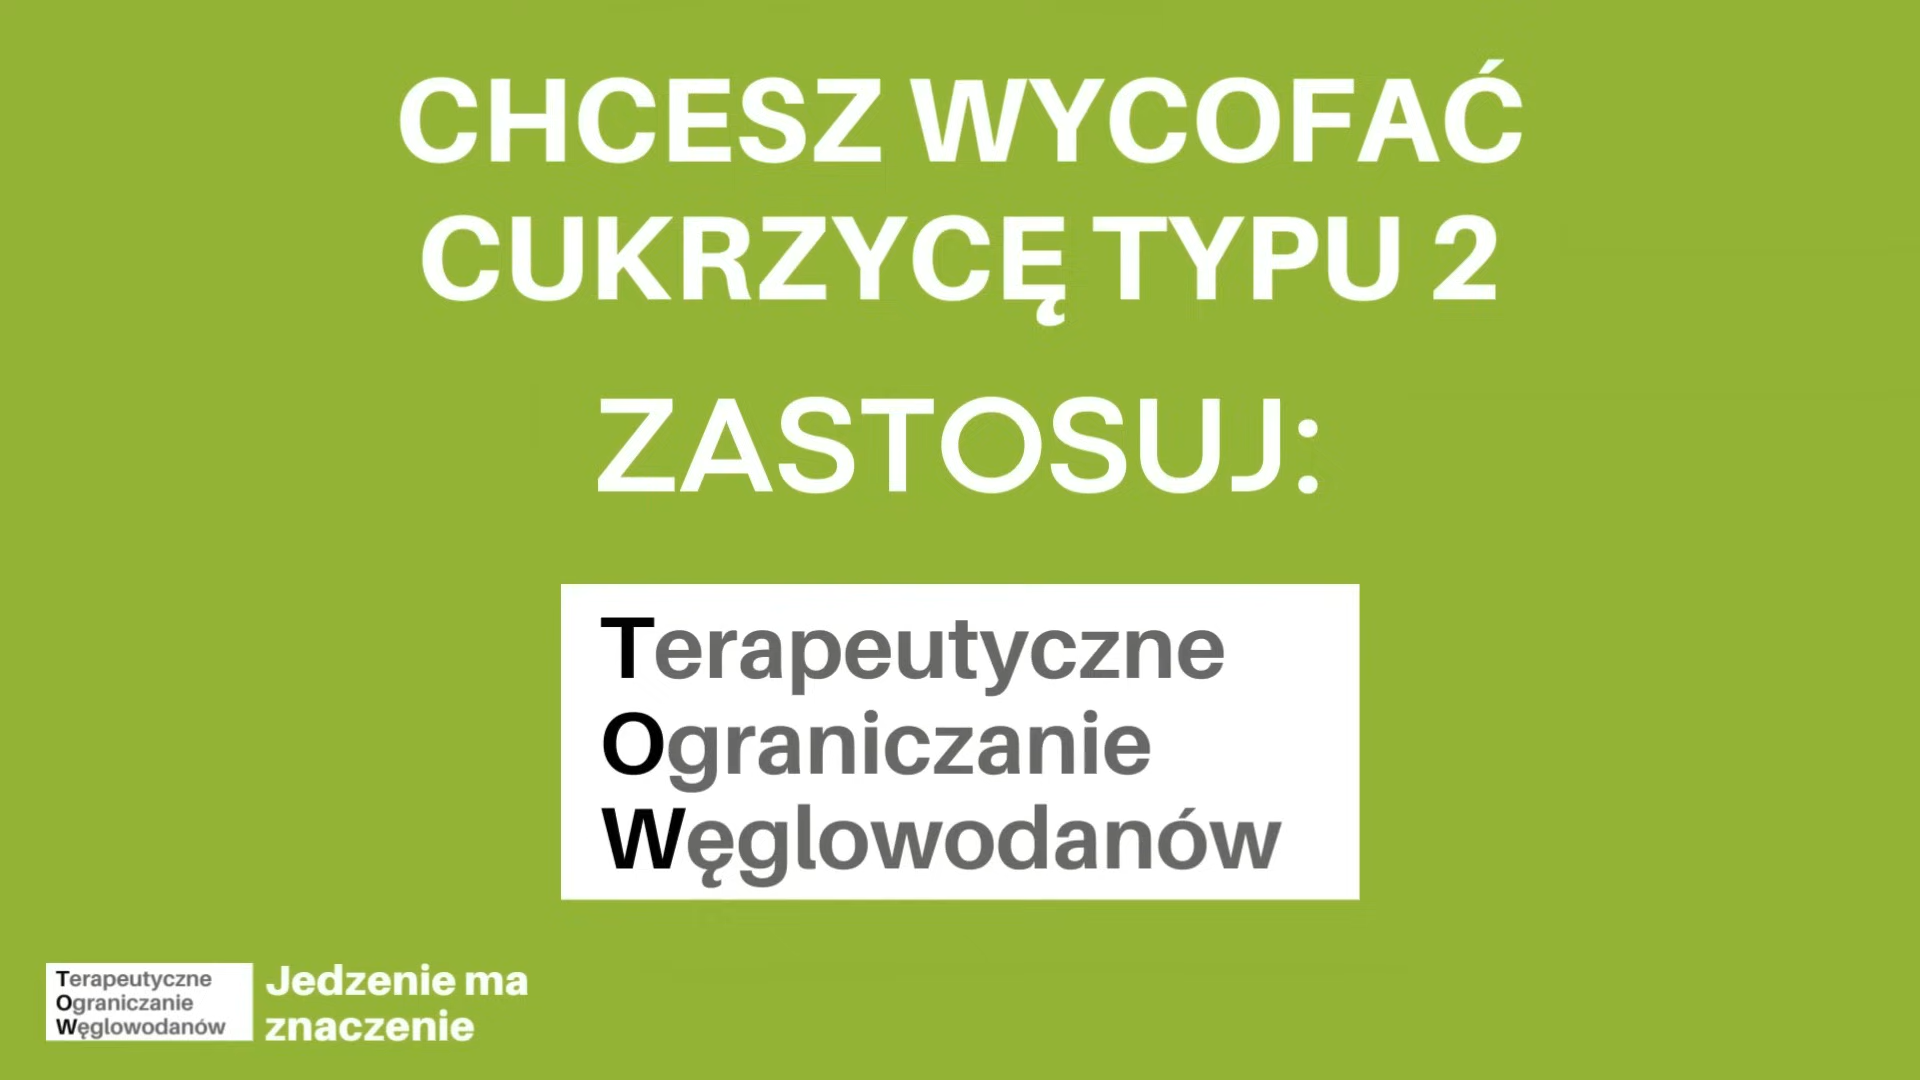 CHCESZ WYCOFAĆ
CUKRZYCĘ TYPU 2
ZASTOSUJ:
Terapeutyczne
Ograniczanie
Węglowodanów
Terapeutyczne
Ograniczanie
Węglowodanów
Jedzenie ma
znaczenie